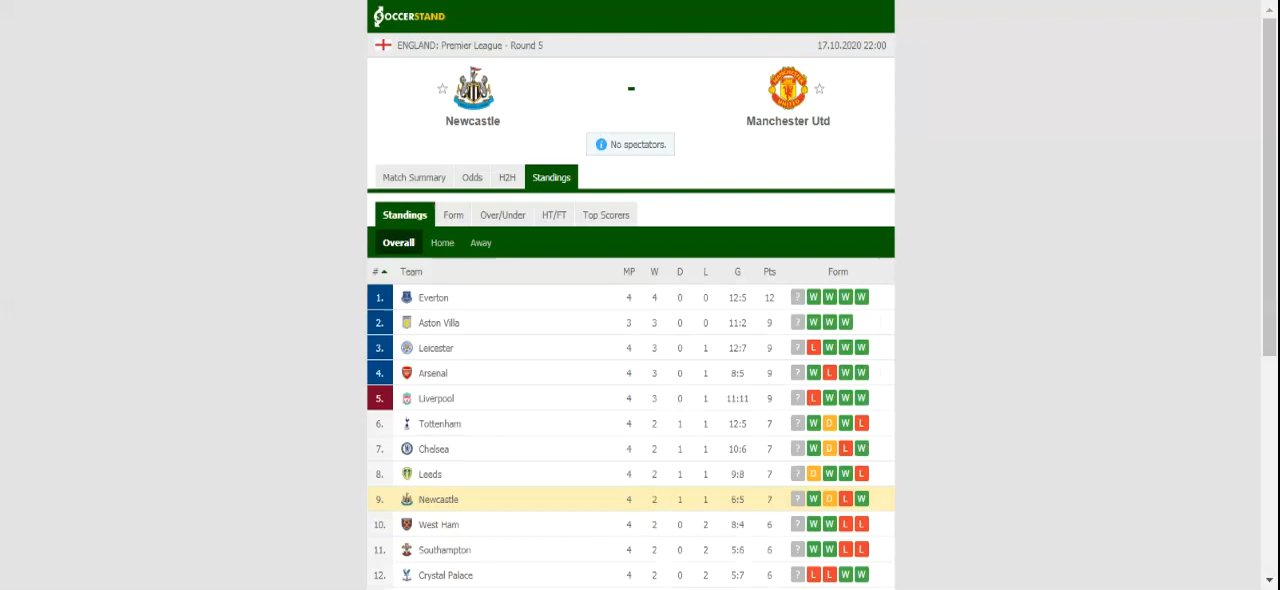 SOCCERSTAND
ENGLAND: Premier League - Round 5 17.10.2020 22:00
-
Newcastle Manchester Utd
No spectators.
Match Summary Odds H2H Standings
Standings Form Over/Under HT/FT Top Scorers
Overall Home Away
# Team MP W D L G Pts Form
1. Everton 4 4 0 0 12:5 12 ? W W W W
2. Aston Villa 3 3 0 0 11:2 9 ? W W W
3. Leicester 4 3 0 1 12:7 9 ? L W W W
4. Arsenal 4 3 0 1 8:5 9 ? W L W W
5. Liverpool 4 3 0 1 11:11 9 ? L W W W
6. Tottenham 4 2 1 1 12:5 7 ? W D W L
7. Chelsea 4 2 1 1 10:6 7 ? W D L W
8. Leeds 4 2 1 1 9:8 7 ? D W W L
9. Newcastle 4 2 1 1 6:5 7 ? W D L W
10. West Ham 4 2 0 2 8:4 6 ? W W L L
11. Southampton 4 2 0 2 5:6 6 ? W W L L
12. Crystal Palace 4 2 0 2 5:7 6 ? L L W W